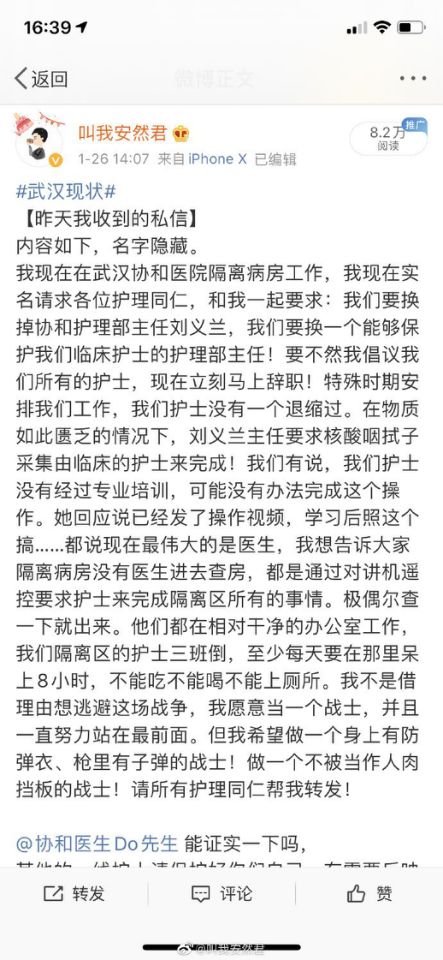 16:39
返回
微博正文
叫我安然君
1-26 14:07 来自 iPhone X 已编辑
8.2万
阅读
推广
#武汉现状#
【昨天我收到的私信】
内容如下，名字隐藏。
我现在在武汉协和医院隔离病房工作，我现在实
名请求各位护理同仁，和我一起要求：我们要换
掉协和护理部主任刘义兰，我们要换一个能够保
护我们临床护士的护理部主任！要不然我倡议我
们所有的护士，现在立刻马上辞职！特殊时期安
排我们工作，我们护士没有一个退缩过。在物质
如此匮乏的情况下，刘义兰主任要求核酸咽拭子
采集由临床的护士来完成！我们有说，我们护士
没有经过专业培训，可能没有办法完成这个操
作。她回应说已经发了操作视频，学习后照这个
搞……都说现在最伟大的是医生，我想告诉大家
隔离病房没有医生进去查房，都是通过对讲机遥
控要求护士来完成隔离区所有的事情。极偶尔查
一下就出来。他们都在相对干净的办公室工作，
我们隔离区的护士三班倒，至少每天要在那里呆
上8小时，不能吃不能喝不能上厕所。我不是借
理由想逃避这场战争，我愿意当一个战士，并且
一直努力站在最前面。但我希望做一个身上有防
弹衣、枪里有子弹的战士！做一个不被当作人肉
挡板的战士！请所有护理同仁帮我转发！
@协和医生Do先生 能证实一下吗，
转发
评论
赞
@叫我安然君